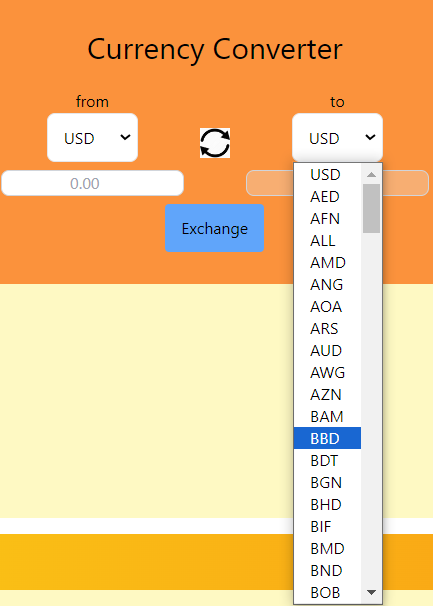 Currency Converter
from
to
USD
USD
0.00
Exchange
USD
AED
AFN
ALL
AMD
ANG
AOA
ARS
AUD
AWG
AZN
BAM
BBD
BDT
BGN
BHD
BIF
BMD
BND
BOB